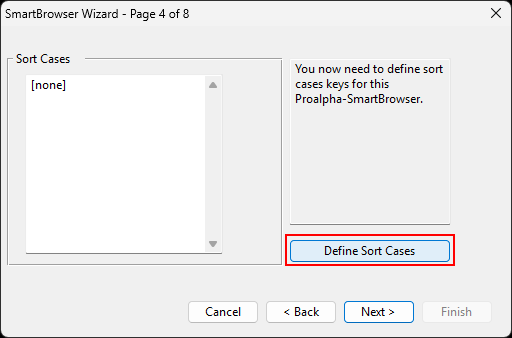 SmartBrowser Wizard - Page 4 of 8
Sort Cases
[none]
You now need to define sort
cases keys for this
Proalpha-SmartBrowser.
Define Sort Cases
Cancel
< Back
Next >
Finish